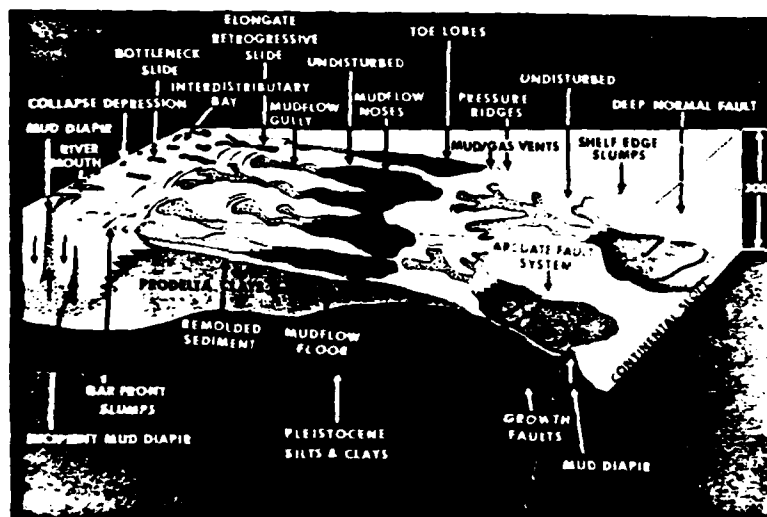 ELONGATE
RETROGRESSIVE
SLIDE
TOE LOBES
BOTTLENECK
SLIDE
UNDISTURBED
UNDISTURBED
INTERDISTRIBUTARY
BAY
COLLAPSE DEPRESSION
MUDFLOW
GULLY
MUDFLOW
NOSES
PRESSURE
RIDGES
DEEP NORMAL FAULT
MUD DIAPIR
RIVER
MOUTH
MUD/GAS VENTS
SHELF EDGE
SLUMPS
ARCUATE FAULT
SYSTEM
PRODELTA CLAYS
REMOLDED
SEDIMENT
MUDFLOW
FLOOR
CONTINENTAL SLOPE
BAR FRONT
SLUMPS
INCIPIENT MUD DIAPIR
PLEISTOCENE
SILTS & CLAYS
GROWTH
FAULTS
MUD DIAPIR